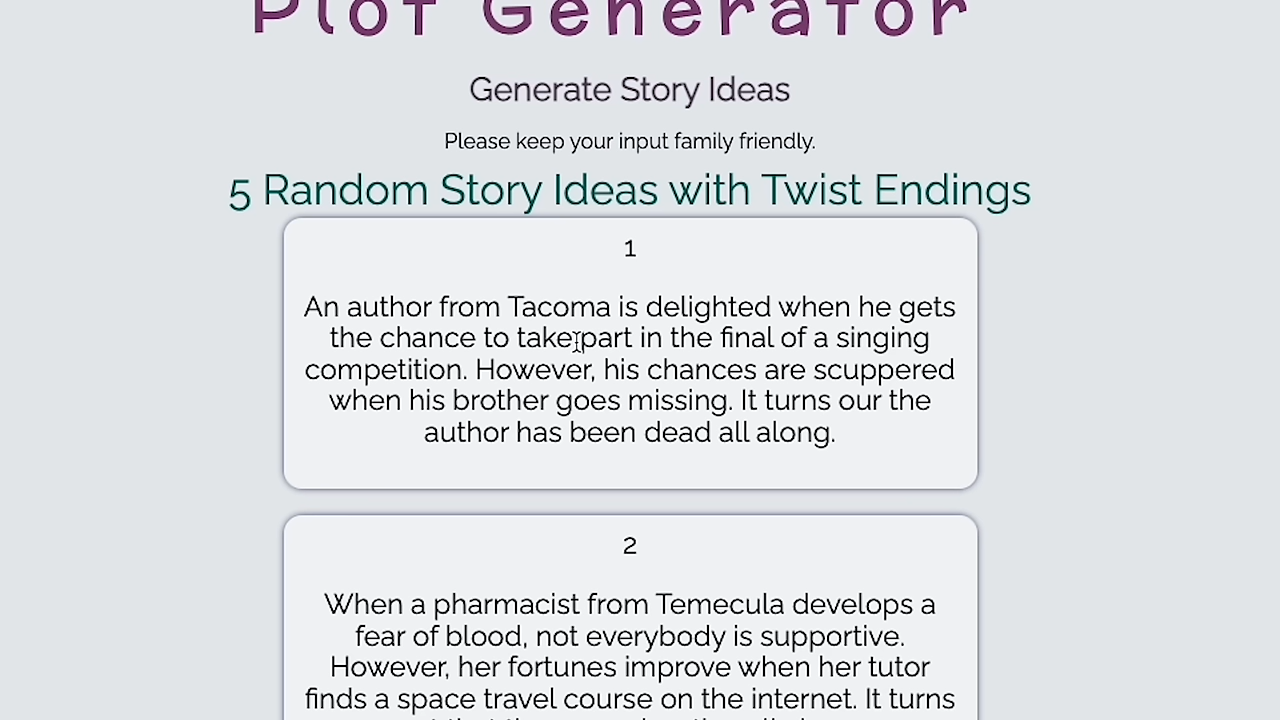 Plot Generator
Generate Story Ideas
Please keep your input family friendly.
5 Random Story Ideas with Twist Endings
1
An author from Tacoma is delighted when he gets
the chance to take part in the final of a singing
competition. However, his chances are scuppered
when his brother goes missing. It turns our the
author has been dead all along.
2
When a pharmacist from Temecula develops a
fear of blood, not everybody is supportive.
However, her fortunes improve when her tutor
finds a space travel course on the internet. It turns